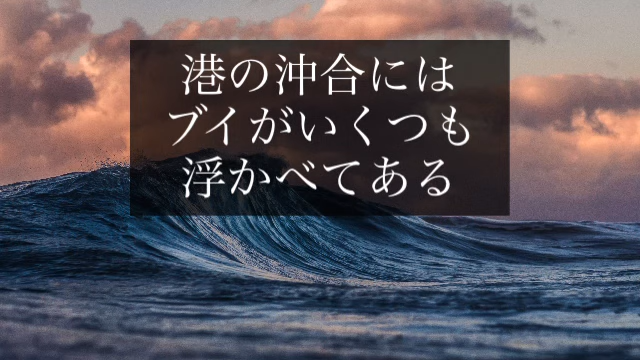 港の沖合には
ブイがいくつも
浮かべてある